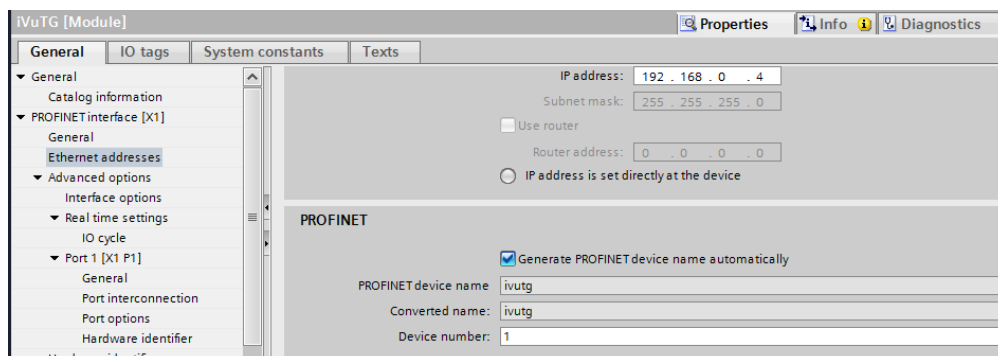 iVuTG [Module]
Properties
Info
Diagnostics
General
IO tags
System constants
Texts
General
Catalog information
PROFINET interface [X1]
General
Ethernet addresses
Advanced options
Interface options
Real time settings
IO cycle
Port 1 [X1 P1]
General
Port interconnection
Port options
Hardware identifier
IP address: 192 . 168 . 0 . 4
Subnet mask: 255 . 255 . 255 . 0
Use router
Router address: 0 . 0 . 0 . 0
IP address is set directly at the device
PROFINET
Generate PROFINET device name automatically
PROFINET device name ivutg
Converted name: ivutg
Device number: 1